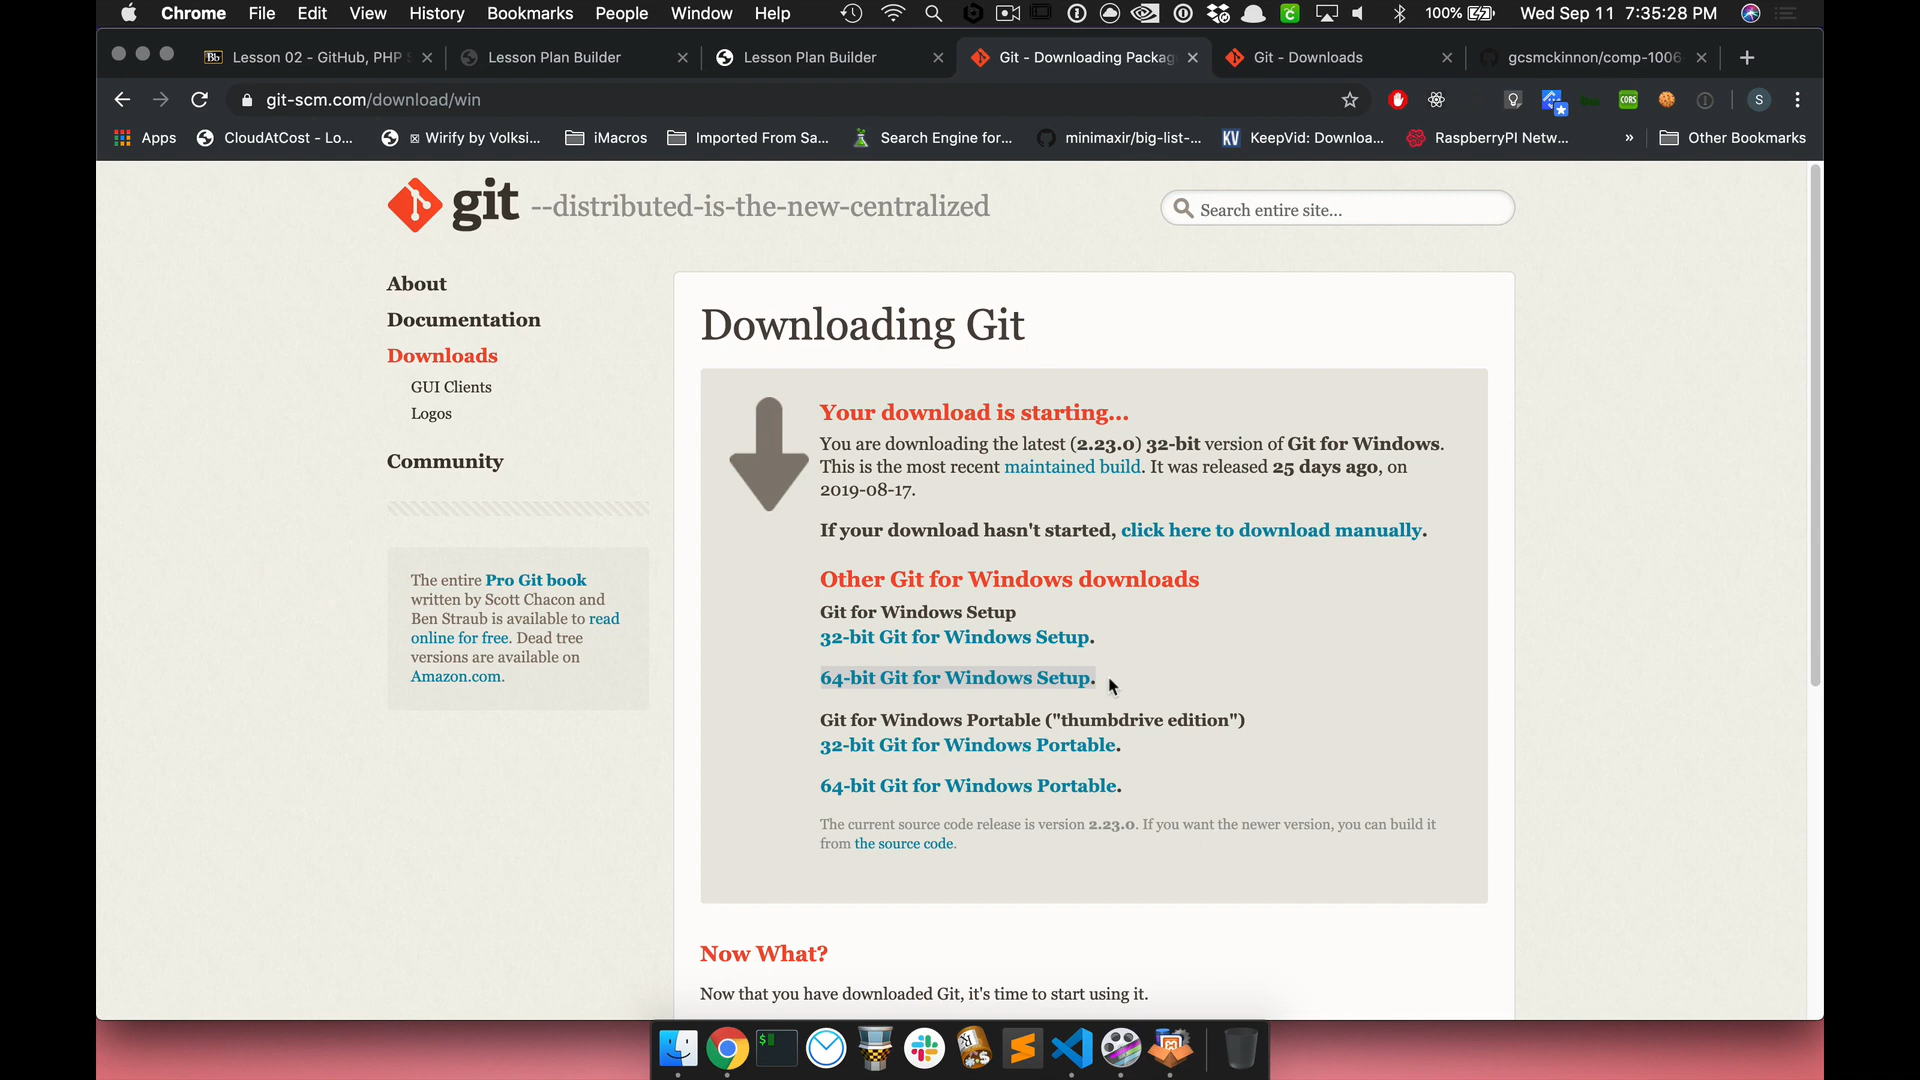 Chrome File Edit View History Bookmarks People Window Help 100% Wed Sep 11 7:35:28 PM
Bb Lesson 02 - GitHub, PHP Lesson Plan Builder Lesson Plan Builder Git - Downloading Packag Git - Downloads gcsmckinnon/comp-1006
git-scm.com/download/win CORS S
Apps CloudAtCost - Lo... Wirify by Volksi... iMacros Imported From Sa... Search Engine for... minimaxir/big-list-... KV KeepVid: Downloa... RaspberryPI Netw... » Other Bookmarks
git --distributed-is-the-new-centralized
Search entire site...
About
Documentation
Downloads
GUI Clients
Logos
Community
The entire Pro Git book
written by Scott Chacon and
Ben Straub is available to read
online for free. Dead tree
versions are available on
Amazon.com.
Downloading Git
Your download is starting...
You are downloading the latest (2.23.0) 32-bit version of Git for Windows.
This is the most recent maintained build. It was released 25 days ago, on
2019-08-17.
If your download hasn't started, click here to download manually.
Other Git for Windows downloads
Git for Windows Setup
32-bit Git for Windows Setup.
64-bit Git for Windows Setup.
Git for Windows Portable ("thumbdrive edition")
32-bit Git for Windows Portable.
64-bit Git for Windows Portable.
The current source code release is version 2.23.0. If you want the newer version, you can build it
from the source code.
Now What?
Now that you have downloaded Git, it's time to start using it.